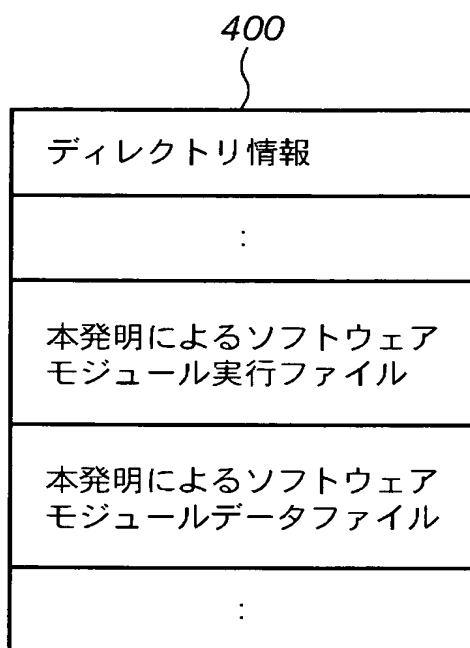 400
ディレクトリ情報
:
本発明によるソフトウェア
モジュール実行ファイル
本発明によるソフトウェア
モジュールデータファイル
: